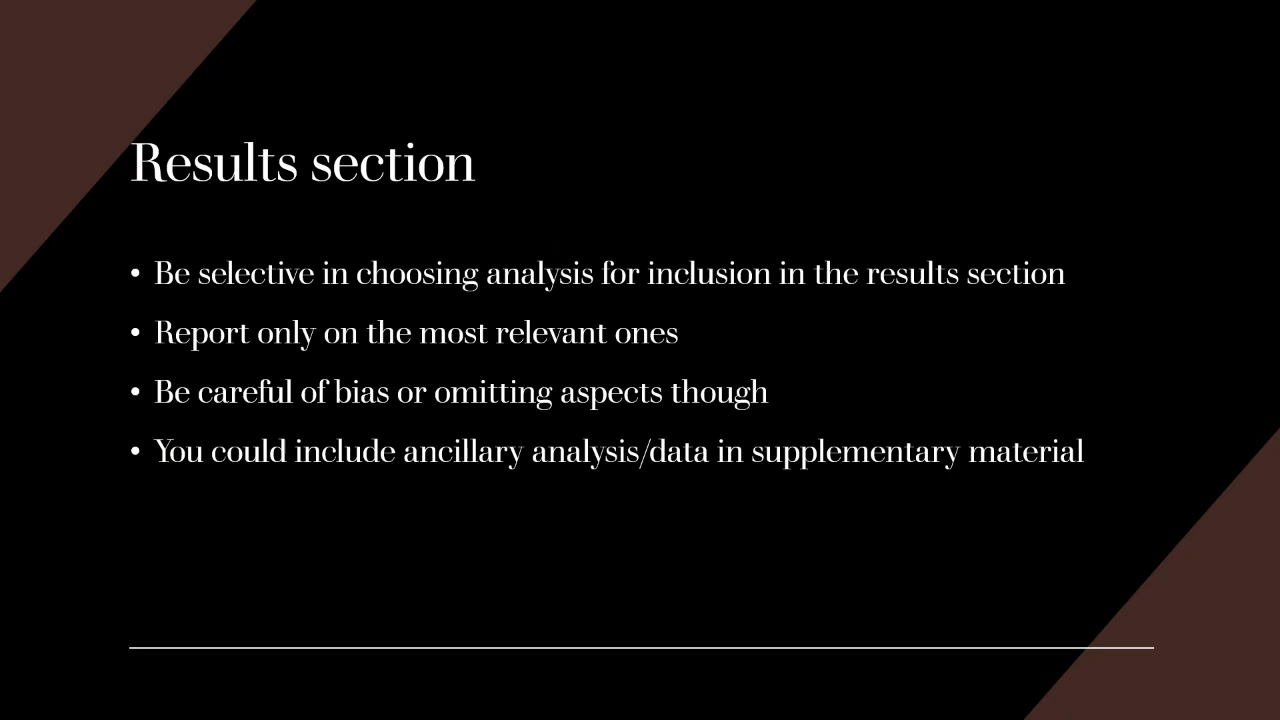 Results section
• Be selective in choosing analysis for inclusion in the results section
• Report only on the most relevant ones
• Be careful of bias or omitting aspects though
• You could include ancillary analysis/data in supplementary material